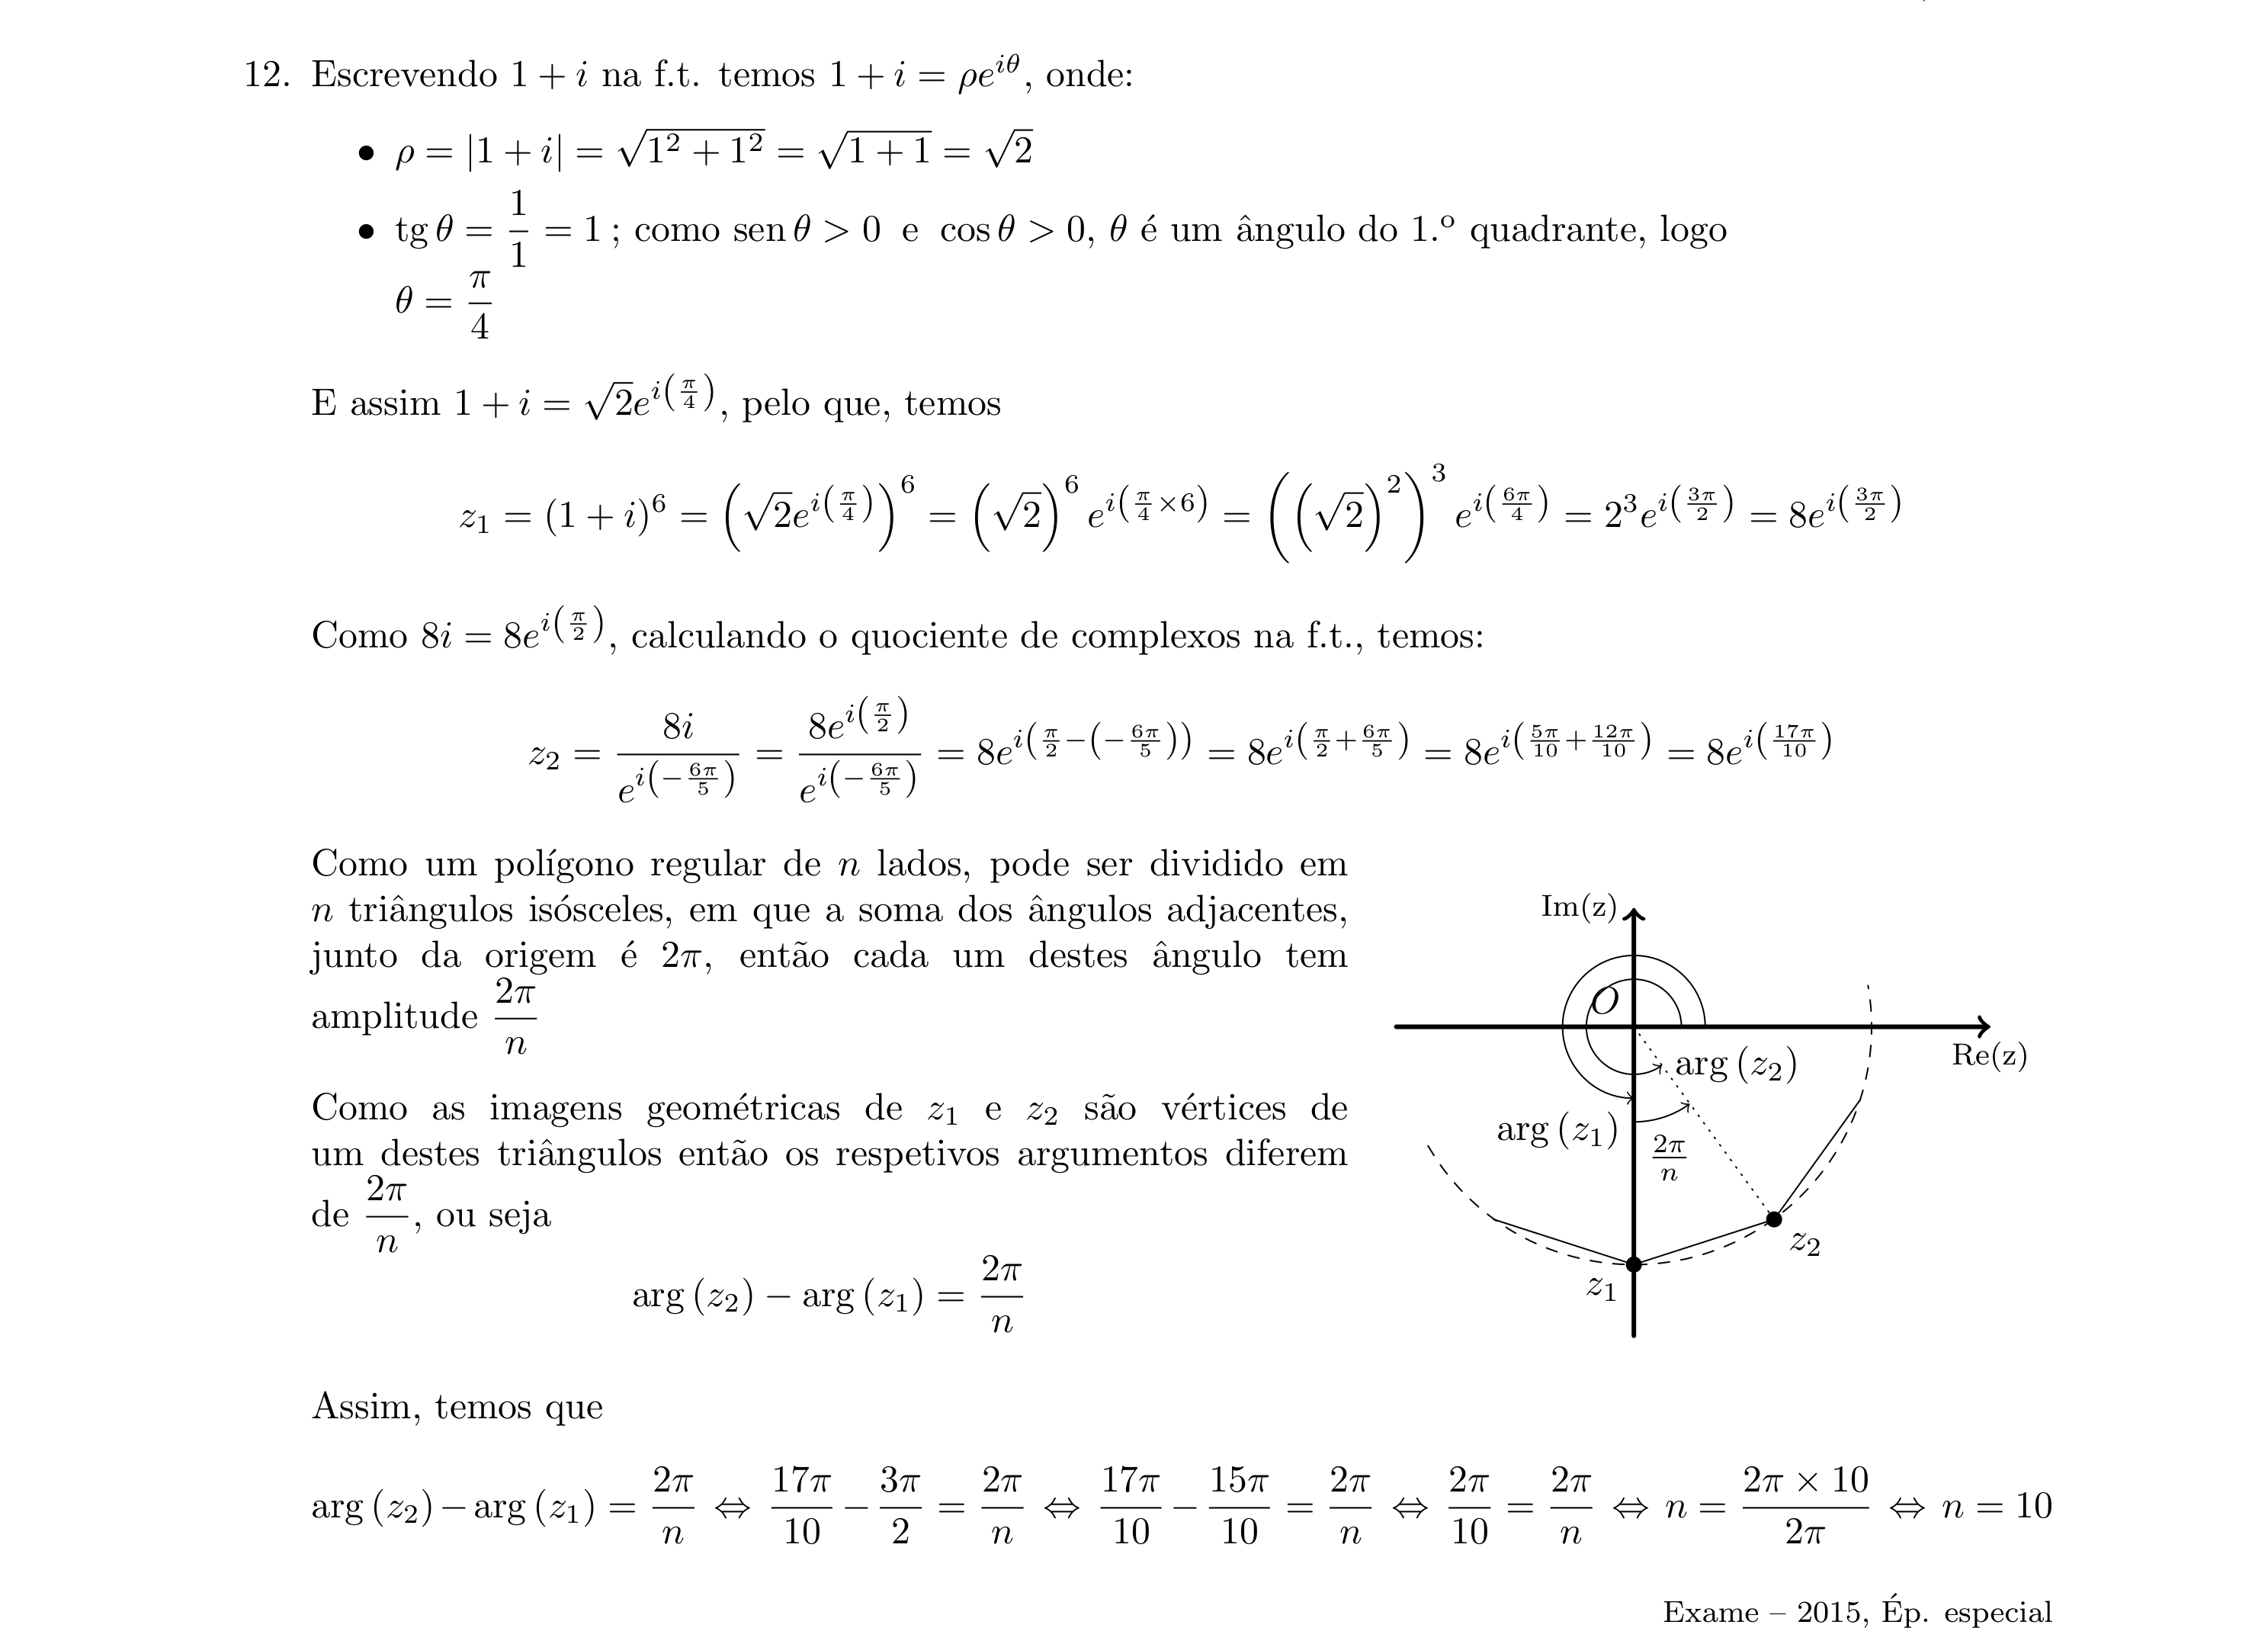 12. Escrevendo 1 + i na f.t. temos 1 + i = ρe^{iθ}, onde:
• ρ = |1 + i| = √(1² + 1²) = √(1 + 1) = √2
• tg θ = 1/1 = 1 ; como sen θ > 0 e cos θ > 0, θ é um ângulo do 1.º quadrante, logo
θ = π/4
E assim 1 + i = √2e^{i(π/4)}, pelo que, temos
z₁ = (1 + i)⁶ = (√2e^{i(π/4)})⁶ = (√2)⁶ e^{i(π/4 × 6)} = ((√2)²)³ e^{i(6π/4)} = 2³e^{i(3π/2)} = 8e^{i(3π/2)}
Como 8i = 8e^{i(π/2)}, calculando o quociente de complexos na f.t., temos:
z₂ = 8i/e^{i(−6π/5)} = 8e^{i(π/2)}/e^{i(−6π/5)} = 8e^{i(π/2 − (−6π/5))} = 8e^{i(π/2 + 6π/5)} = 8e^{i(5π/10 + 12π/10)} = 8e^{i(17π/10)}
Como um polígono regular de n lados, pode ser dividido em
n triângulos isósceles, em que a soma dos ângulos adjacentes,
junto da origem é 2π, então cada um destes ângulo tem
amplitude 2π/n
Como as imagens geométricas de z₁ e z₂ são vértices de
um destes triângulos então os respetivos argumentos diferem
de 2π/n, ou seja
arg (z₂) − arg (z₁) = 2π/n
Im(z)
O
Re(z)
arg (z₂)
arg (z₁)
2π/n
z₂
z₁
Assim, temos que
arg (z₂) − arg (z₁) = 2π/n ⇔ 17π/10 − 3π/2 = 2π/n ⇔ 17π/10 − 15π/10 = 2π/n ⇔ 2π/10 = 2π/n ⇔ n = (2π × 10)/2π ⇔ n = 10
Exame – 2015, Ép. especial